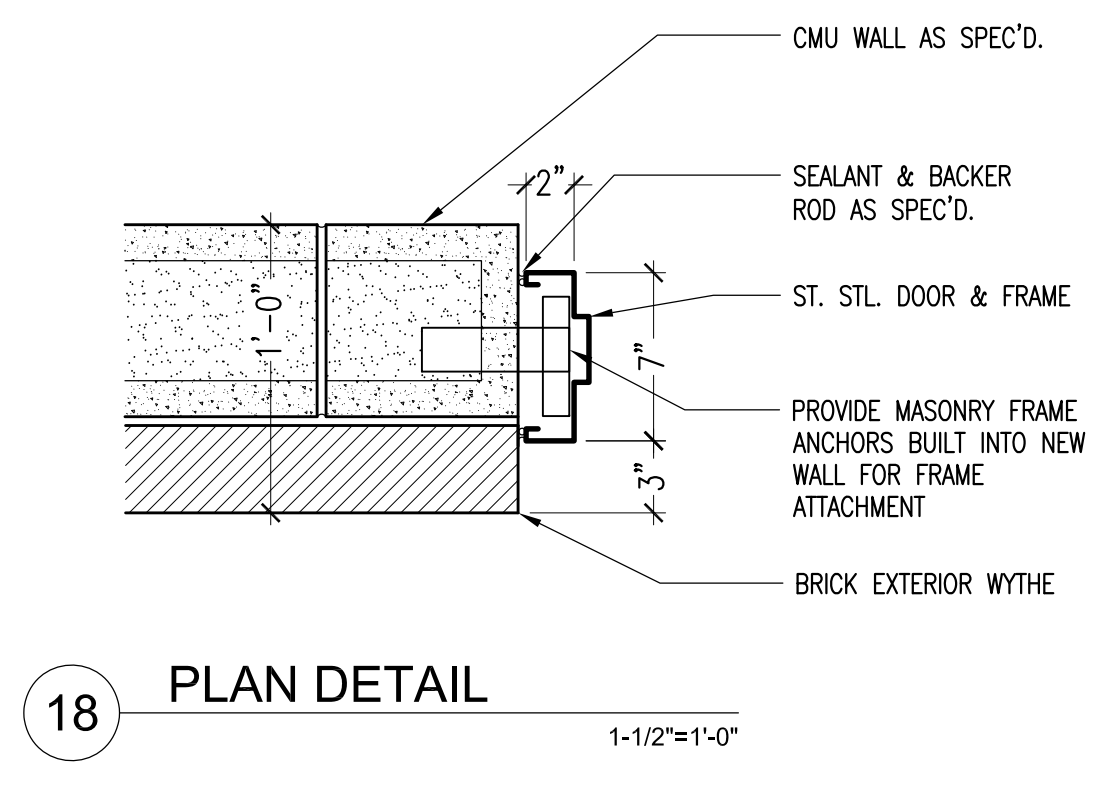 CMU WALL AS SPEC'D.
2"
SEALANT & BACKER
ROD AS SPEC'D.
ST. STL. DOOR & FRAME
1'-0"
7"
PROVIDE MASONRY FRAME
ANCHORS BUILT INTO NEW
WALL FOR FRAME
ATTACHMENT
3"
BRICK EXTERIOR WYTHE
18
PLAN DETAIL
1-1/2"=1'-0"